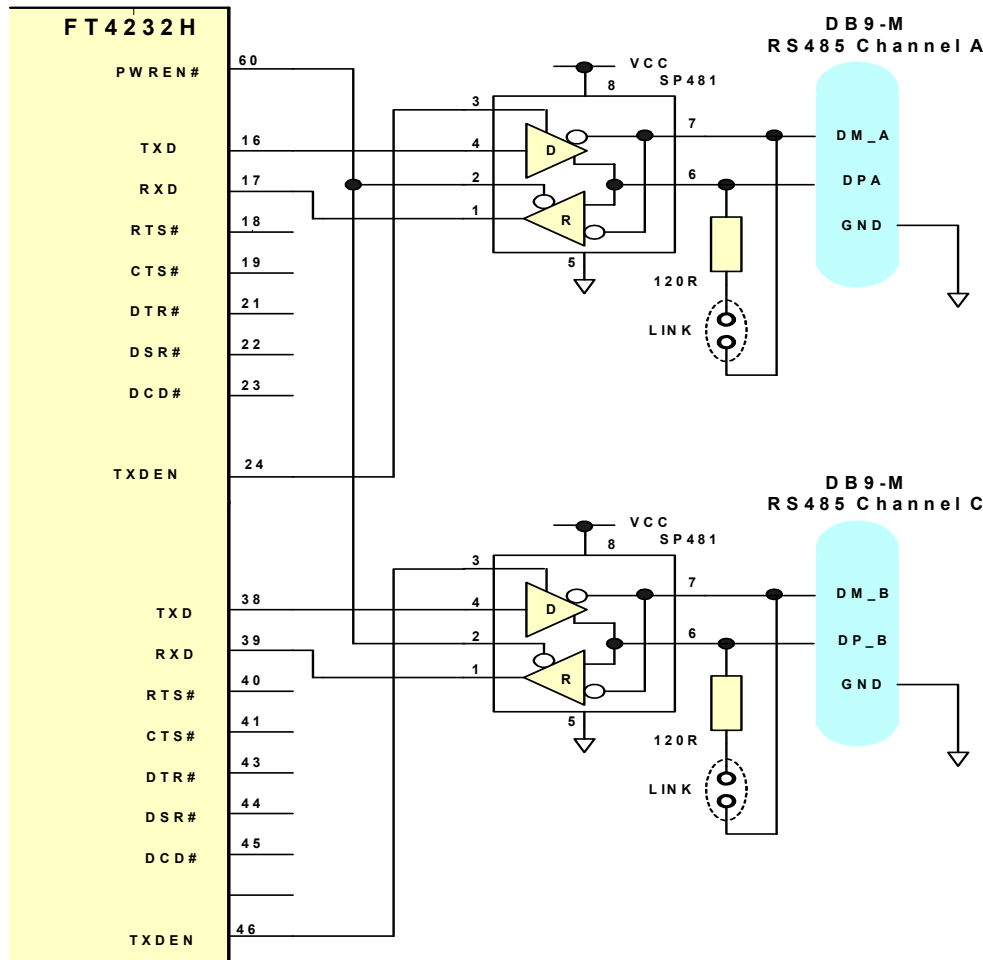 FT4232H
PWREN# 60
TXD 16
RXD 17
RTS# 18
CTS# 19
DTR# 21
DSR# 22
DCD# 23
TXDEN 24
TXD 38
RXD 39
RTS# 40
CTS# 41
DTR# 43
DSR# 44
DCD# 45
TXDEN 46
VCC
8 SP481
3
4 D
2
1 R
5
7
6
120R
LINK
DB9-M
RS485 Channel A
DM_A
DPA
GND
VCC
8 SP481
3
4 D
2
1 R
5
7
6
120R
LINK
DB9-M
RS485 Channel C
DM_B
DP_B
GND